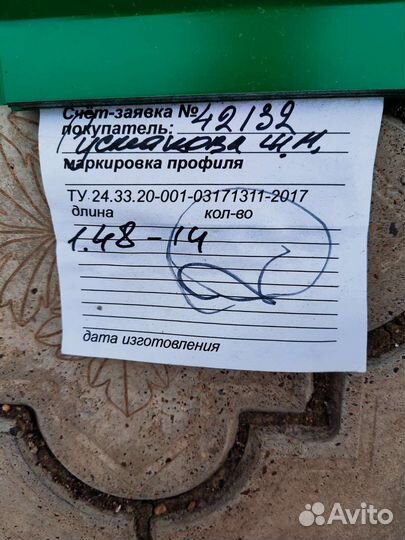 Счёт-заявка № 42132
покупатель:
маркировка профиля
ТУ 24.33.20-001-03171311-2017
длина кол-во
1.48 - 14
дата изготовления
Avito